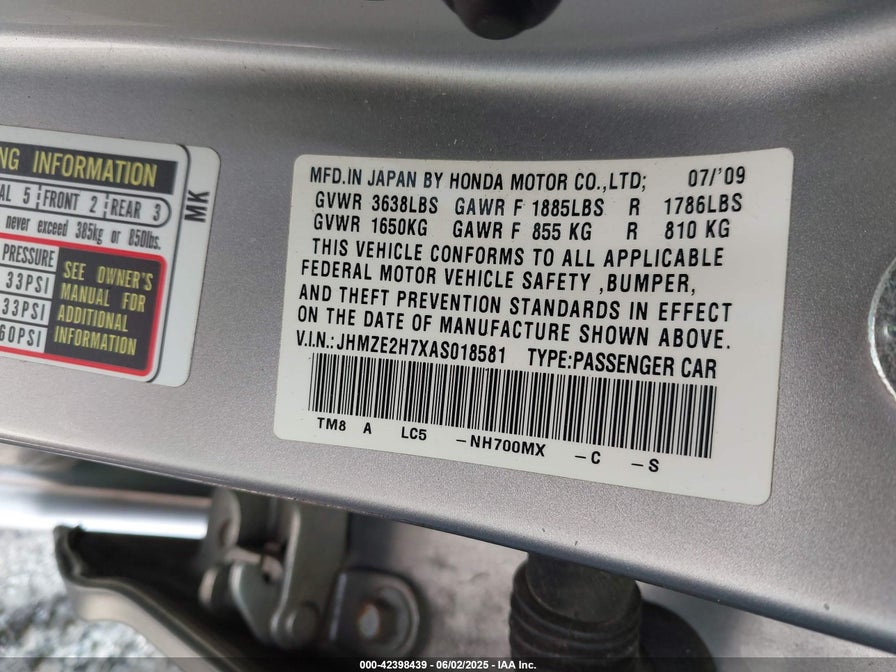 NG INFORMATION
AL 5 FRONT 2 REAR 3
never exceed 385kg or 850lbs.
PRESSURE
33PSI
33PSI
60PSI
SEE OWNER'S
MANUAL FOR
ADDITIONAL
INFORMATION
MK
MFD.IN JAPAN BY HONDA MOTOR CO.,LTD; 07/'09
GVWR 3638LBS GAWR F 1885LBS R 1786LBS
GVWR 1650KG GAWR F 855 KG R 810 KG
THIS VEHICLE CONFORMS TO ALL APPLICABLE
FEDERAL MOTOR VEHICLE SAFETY ,BUMPER,
AND THEFT PREVENTION STANDARDS IN EFFECT
ON THE DATE OF MANUFACTURE SHOWN ABOVE.
V.I.N.:JHMZE2H7XAS018581 TYPE:PASSENGER CAR
TM8 A LC5 -NH700MX -C -S
000-42398439 - 06/02/2025 - IAA Inc.